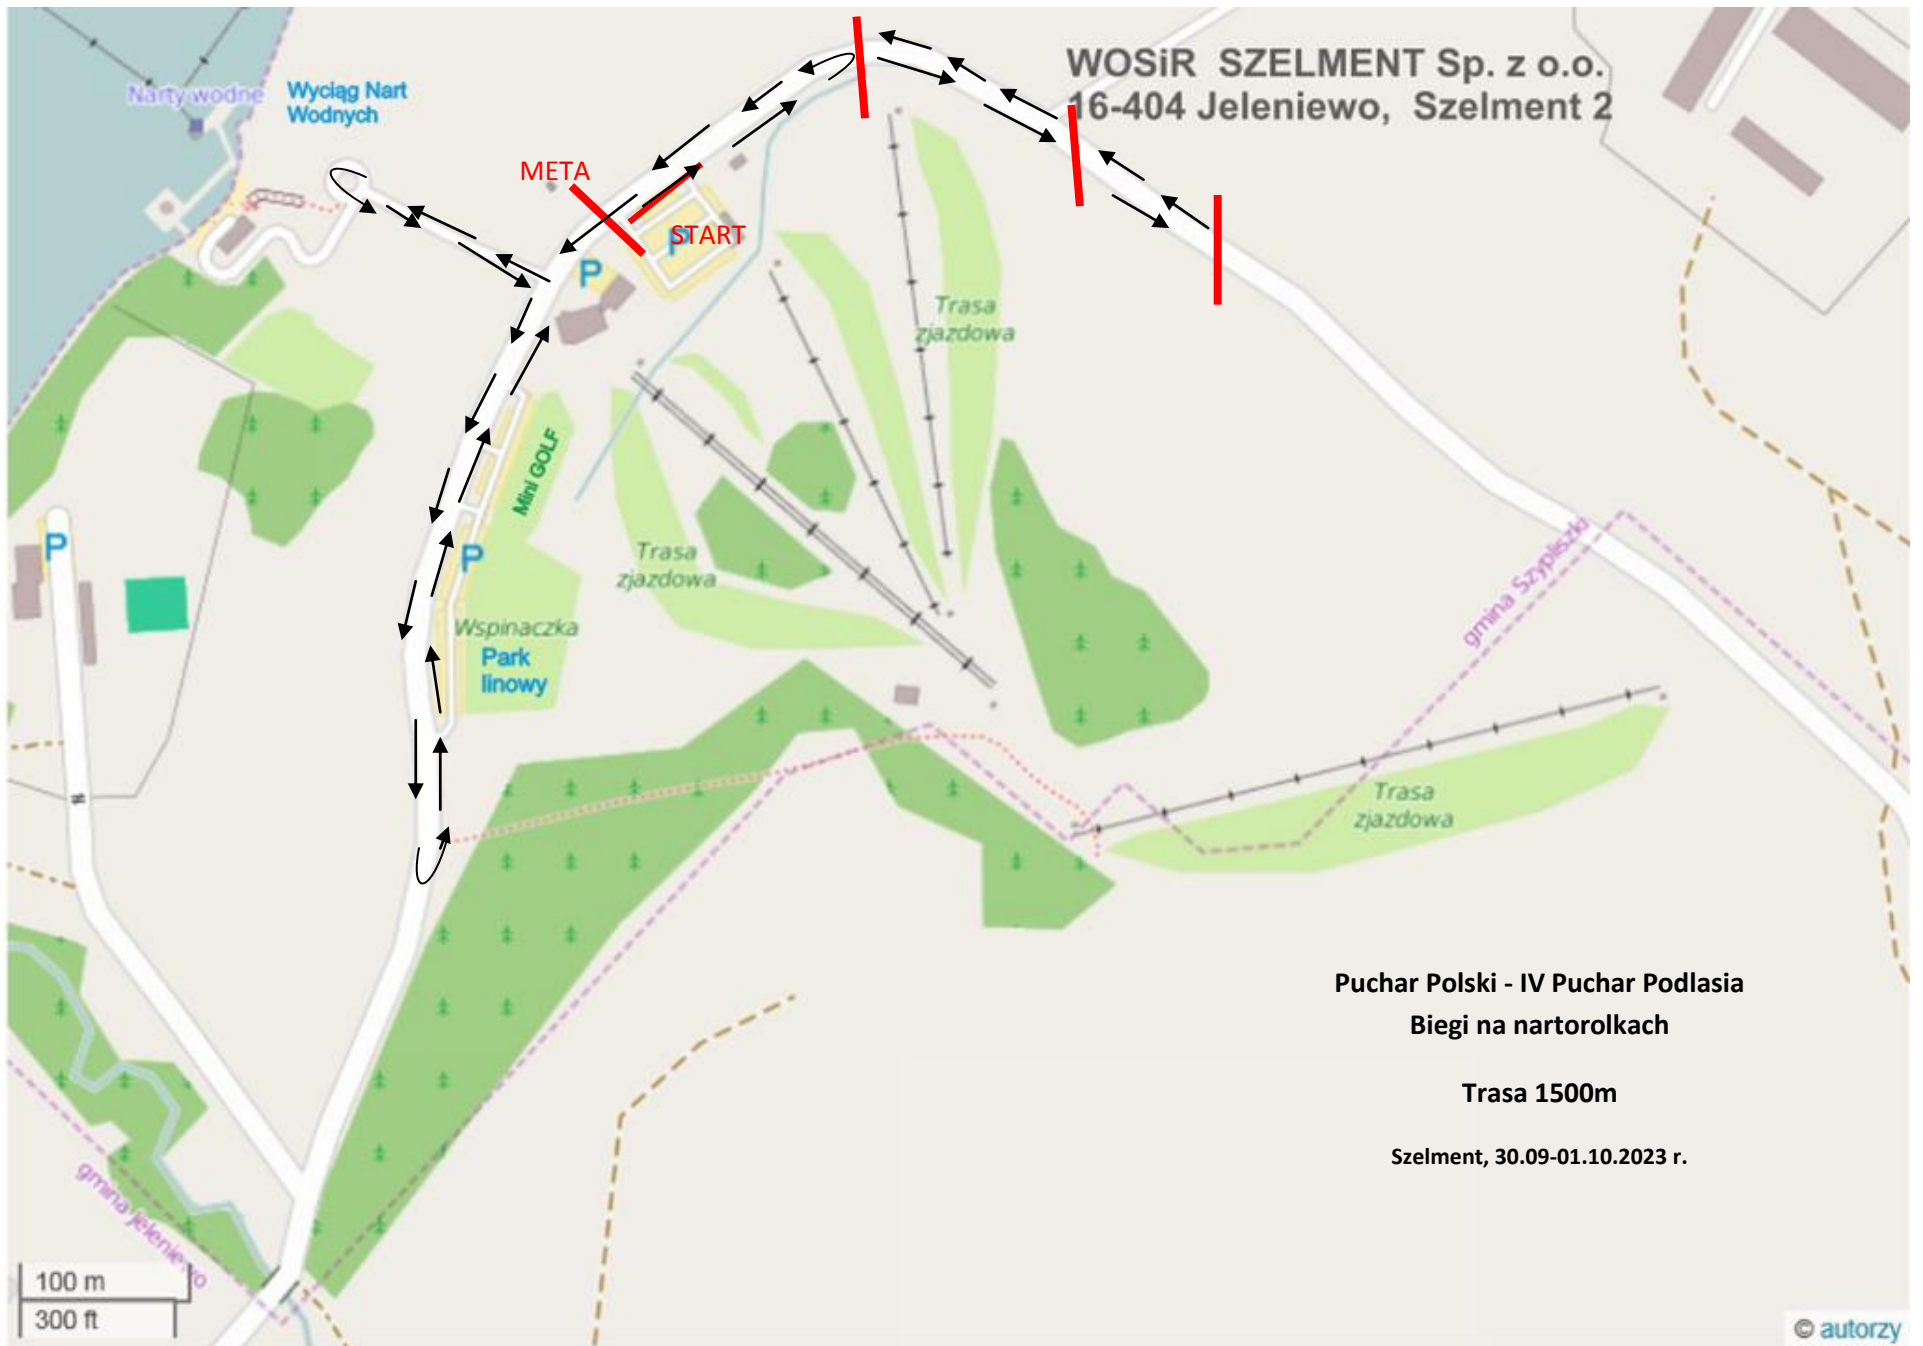 WOSiR SZELMENT Sp. z o.o.
16-404 Jeleniewo, Szelment 2
Narty wodne
Wyciąg Nart
Wodnych
META
START
P
P
Trasa
zjazdowa
Mini GOLF
P
P
Trasa
zjazdowa
gmina Szypliszki
Wspinaczka
Park
linowy
Trasa
zjazdowa
Puchar Polski - IV Puchar Podlasia
Biegi na nartorolkach
Trasa 1500m
Szelment, 30.09-01.10.2023 r.
gmina Jeleniewo
100 m
300 ft
© autorzy